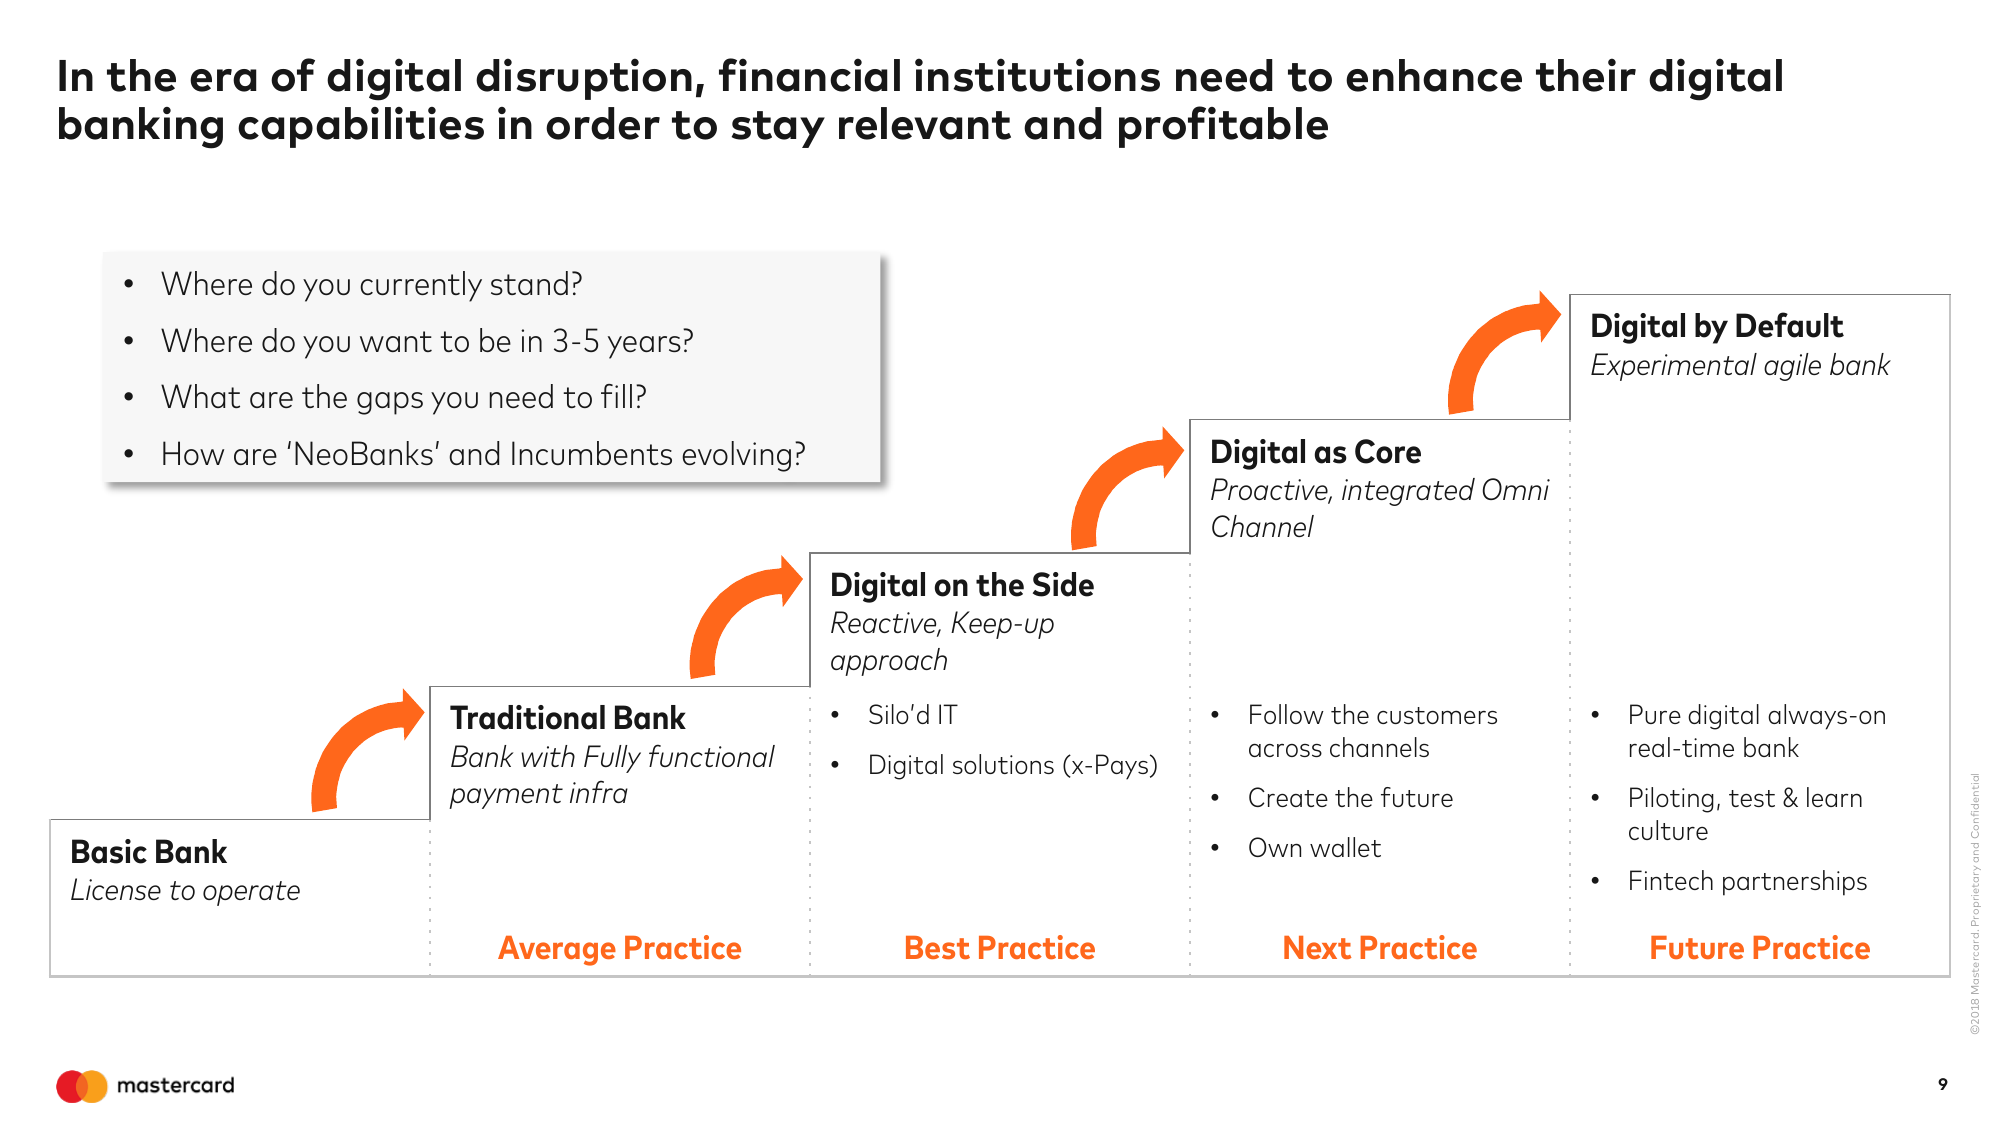 In the era of digital disruption, financial institutions need to enhance their digital
banking capabilities in order to stay relevant and profitable
• Where do you currently stand?
• Where do you want to be in 3-5 years?
• What are the gaps you need to fill?
• How are ‘NeoBanks’ and Incumbents evolving?
Basic Bank
License to operate
Traditional Bank
Bank with Fully functional
payment infra
Average Practice
Digital on the Side
Reactive, Keep-up
approach
• Silo’d IT
• Digital solutions (x-Pays)
Best Practice
Digital as Core
Proactive, integrated Omni
Channel
• Follow the customers
across channels
• Create the future
• Own wallet
Next Practice
Digital by Default
Experimental agile bank
• Pure digital always-on
real-time bank
• Piloting, test & learn
culture
• Fintech partnerships
Future Practice
©2018 Mastercard. Proprietary and Confidential
mastercard
9